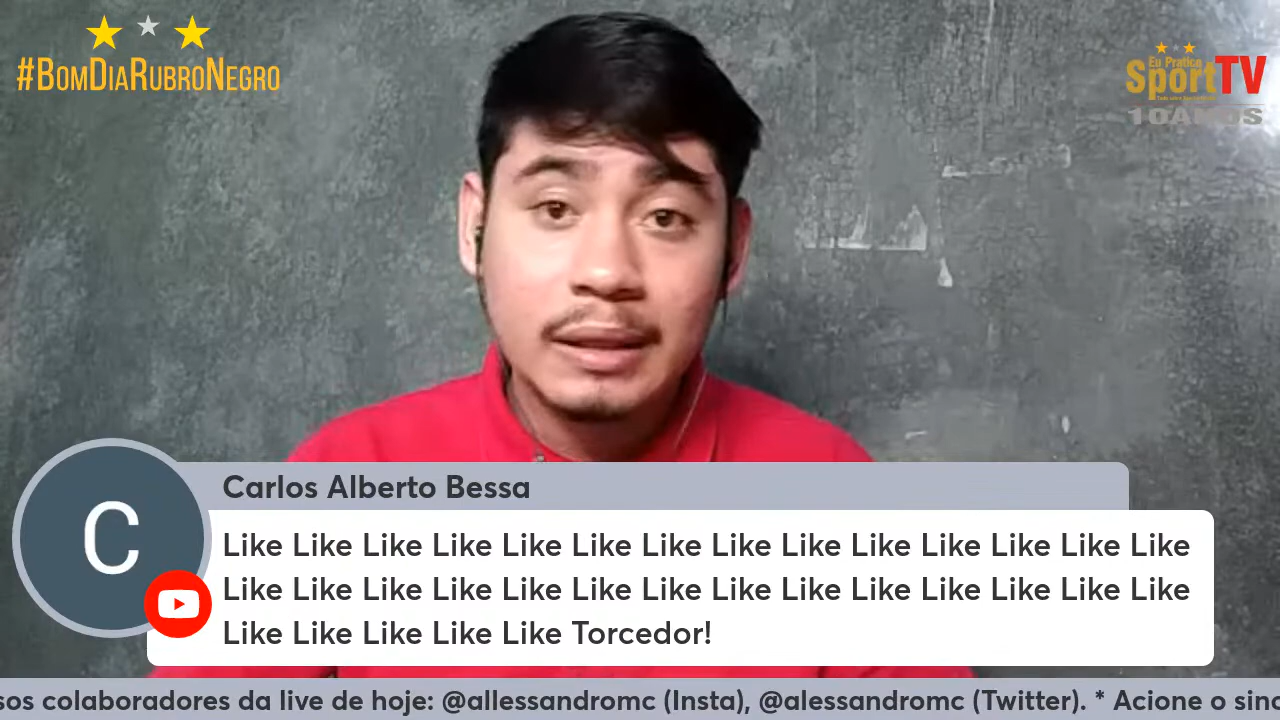 #BOMDIARUBRONEGRO
Eu Pratico
SportTV
10ANOS
C
Carlos Alberto Bessa
Like Like Like Like Like Like Like Like Like Like Like Like Like Like
Like Like Like Like Like Like Like Like Like Like Like Like Like Like
Like Like Like Like Like Torcedor!
sos colaboradores da live de hoje: @allessandromc (Insta), @alessandromc (Twitter). * Acione o sinc